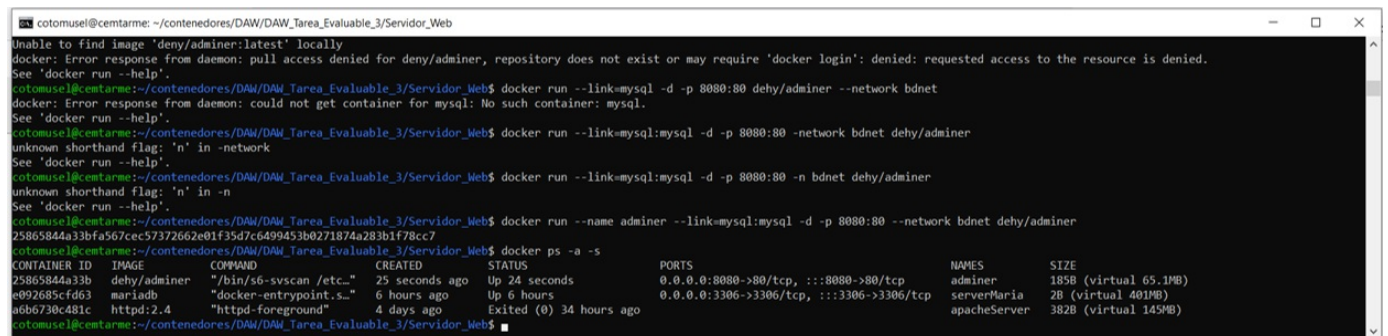 cotomusel@cemtarme: ~/contenedores/DAW/DAW_Tarea_Evaluable_3/Servidor_Web
Unable to find image 'deny/adminer:latest' locally
docker: Error response from daemon: pull access denied for deny/adminer, repository does not exist or may require 'docker login': denied: requested access to the resource is denied.
See 'docker run --help'.
cotomusel@cemtarme:~/contenedores/DAW/DAW_Tarea_Evaluable_3/Servidor_Web$ docker run --link=mysql -d -p 8080:80 dehy/adminer --network bdnet
docker: Error response from daemon: could not get container for mysql: No such container: mysql.
See 'docker run --help'.
cotomusel@cemtarme:~/contenedores/DAW/DAW_Tarea_Evaluable_3/Servidor_Web$ docker run --link=mysql:mysql -d -p 8080:80 -network bdnet dehy/adminer
unknown shorthand flag: 'n' in -network
See 'docker run --help'.
cotomusel@cemtarme:~/contenedores/DAW/DAW_Tarea_Evaluable_3/Servidor_Web$ docker run --link=mysql:mysql -d -p 8080:80 -n bdnet dehy/adminer
unknown shorthand flag: 'n' in -n
See 'docker run --help'.
cotomusel@cemtarme:~/contenedores/DAW/DAW_Tarea_Evaluable_3/Servidor_Web$ docker run --name adminer --link=mysql:mysql -d -p 8080:80 --network bdnet dehy/adminer
25865844a33bfa567cec57372662e01f35d7c6499453b0271874a283b1f78cc7
cotomusel@cemtarme:~/contenedores/DAW/DAW_Tarea_Evaluable_3/Servidor_Web$ docker ps -a -s
CONTAINER ID IMAGE COMMAND CREATED STATUS PORTS NAMES SIZE
25865844a33b dehy/adminer "/bin/s6-svscan /etc…" 25 seconds ago Up 24 seconds 0.0.0.0:8080->80/tcp, :::8080->80/tcp adminer 185B (virtual 65.1MB)
e092685cfd63 mariadb "docker-entrypoint.s…" 6 hours ago Up 6 hours 0.0.0.0:3306->3306/tcp, :::3306->3306/tcp serverMaria 2B (virtual 401MB)
a6b6730c481c httpd:2.4 "httpd-foreground" 4 days ago Exited (0) 34 hours ago apacheServer 382B (virtual 145MB)
cotomusel@cemtarme:~/contenedores/DAW/DAW_Tarea_Evaluable_3/Servidor_Web$